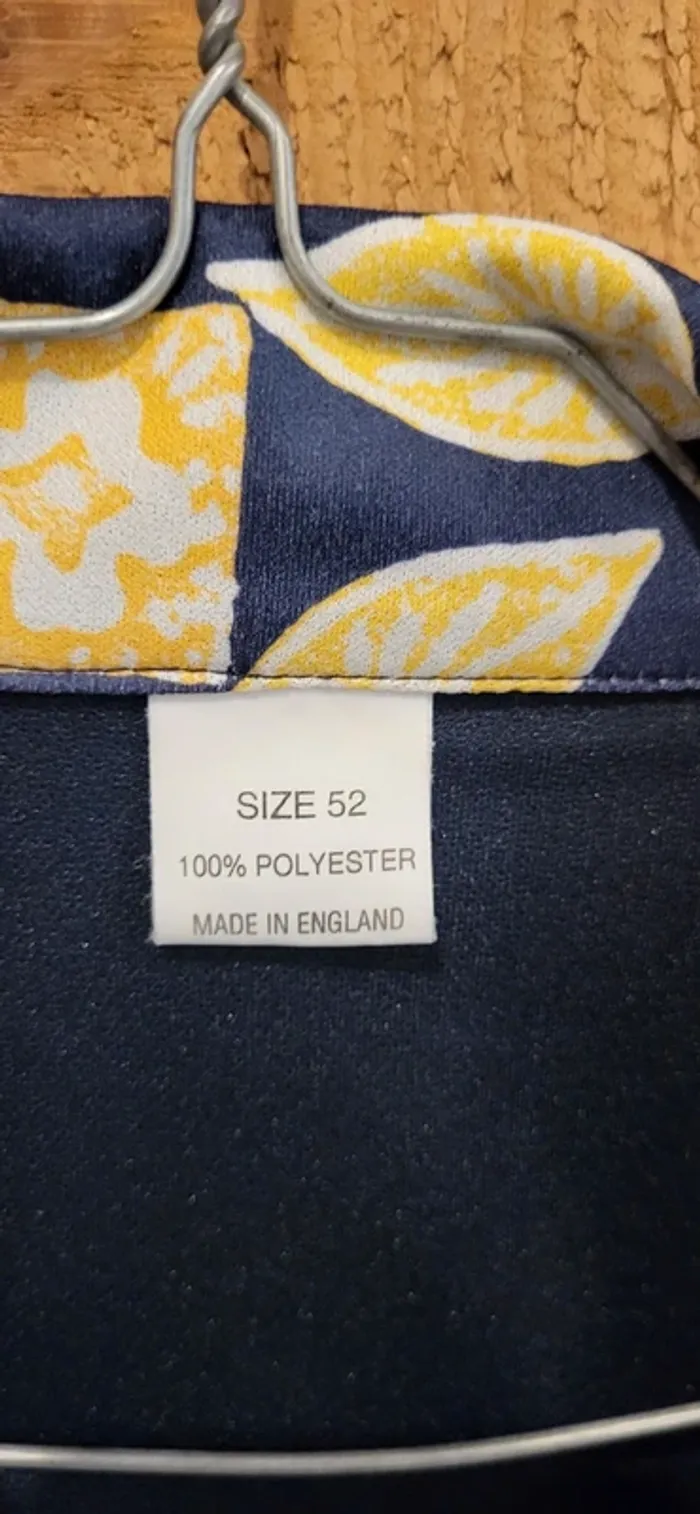 SIZE 52
100% POLYESTER
MADE IN ENGLAND